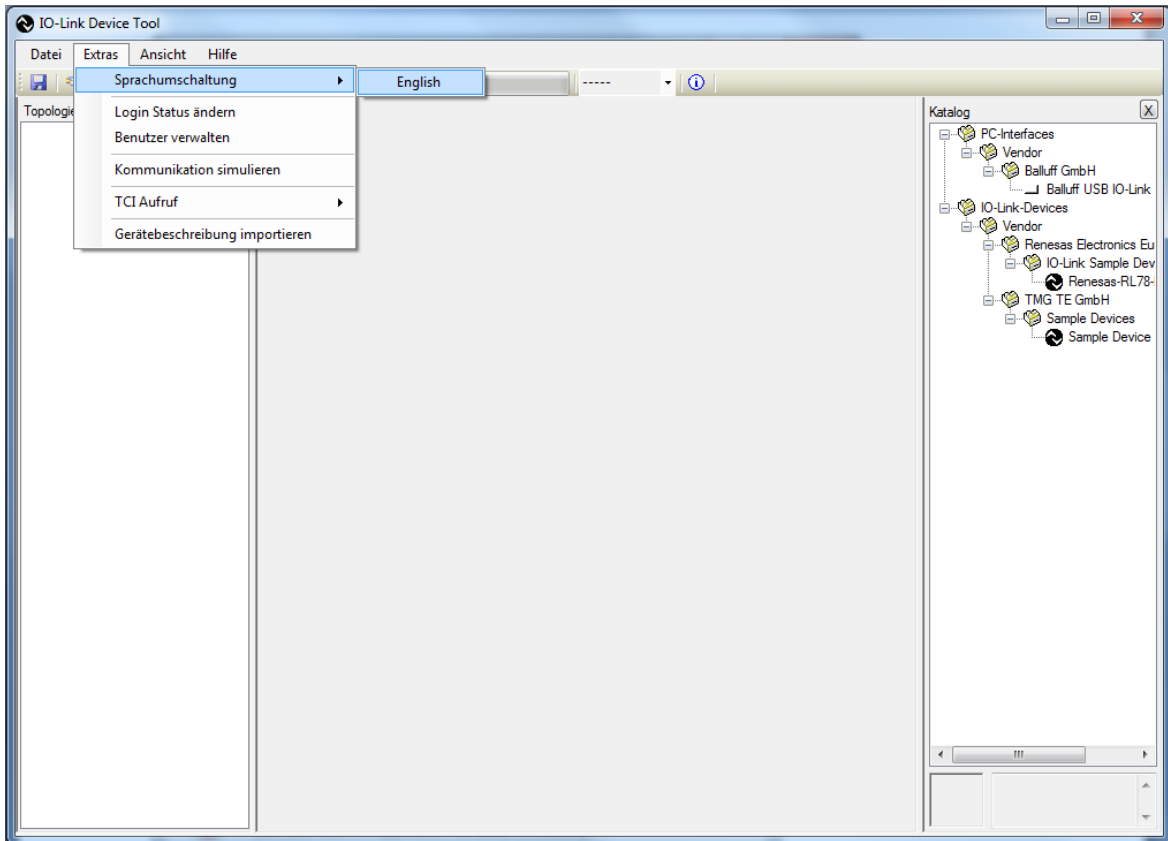 IO-Link Device Tool
Datei Extras Ansicht Hilfe
Sprachumschaltung
English
-----
Topologie
Login Status ändern
Benutzer verwalten
Kommunikation simulieren
TCI Aufruf
Gerätebeschreibung importieren
Katalog
PC-Interfaces
Vendor
Balluff GmbH
Balluff USB IO-Link
IO-Link-Devices
Vendor
Renesas Electronics Eu
IO-Link Sample Dev
Renesas-RL78-
TMG TE GmbH
Sample Devices
Sample Device